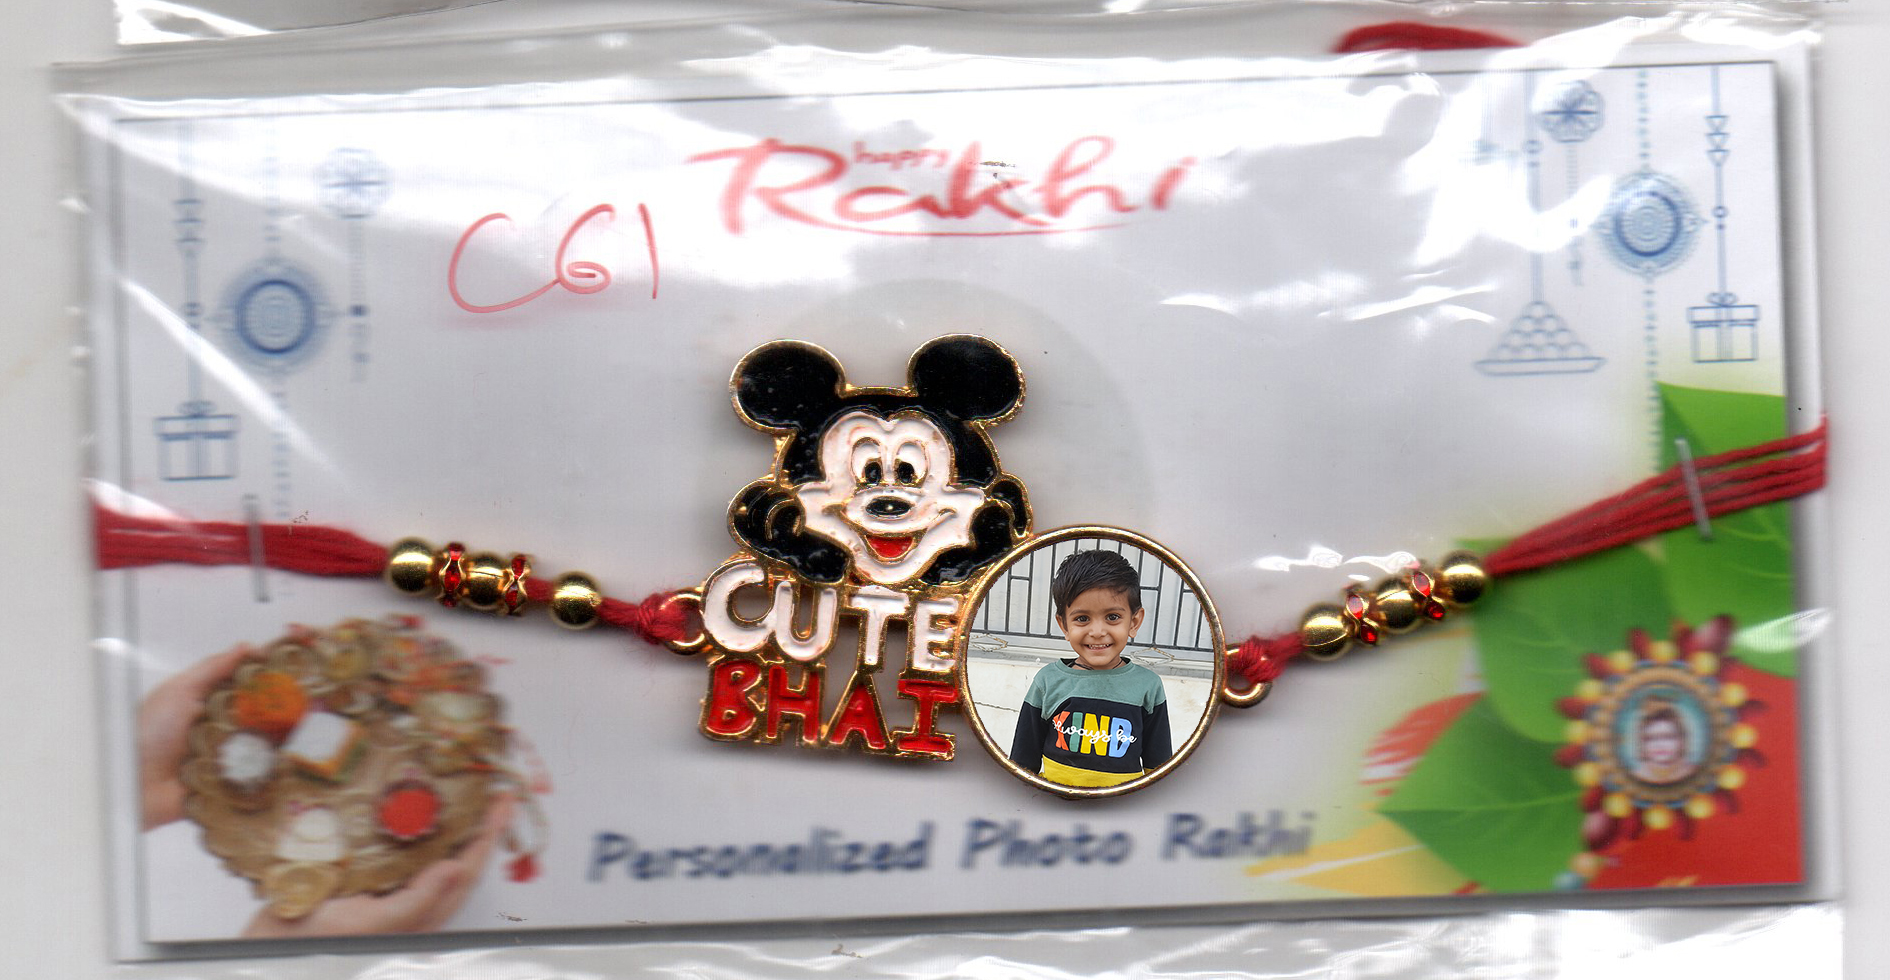 happy
Rakhi
C61
CUTE
BHAI
KIND
always be
Personalized Photo Rakhi